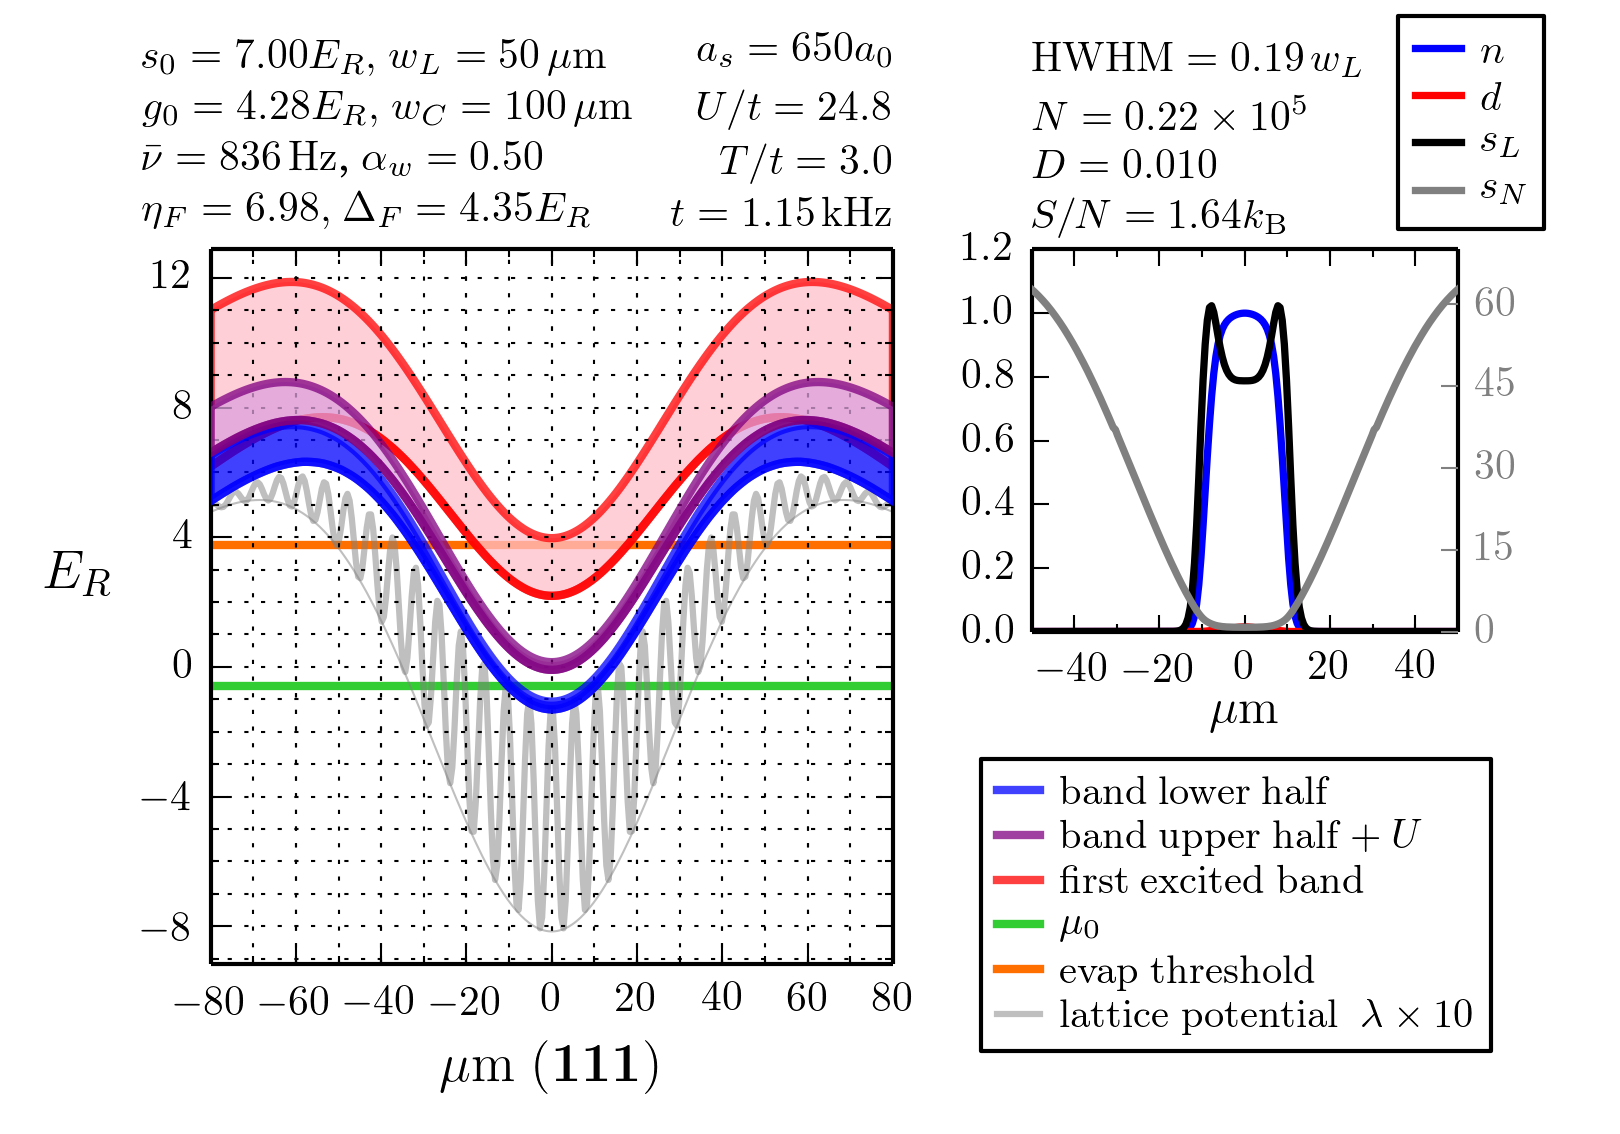 s₀ = 7.00E_R, w_L = 50 μm
g₀ = 4.28E_R, w_C = 100 μm
ν̄ = 836 Hz, α_w = 0.50
η_F = 6.98, Δ_F = 4.35E_R
a_s = 650a₀
U/t = 24.8
T/t = 3.0
t = 1.15 kHz
HWHM = 0.19 w_L
N = 0.22 × 10⁵
D = 0.010
S/N = 1.64k_B
n
d
s_L
s_N
12
8
4
0
−4
−8
E_R
−80 −60 −40 −20 0 20 40 60 80
μm (111)
1.2
1.0
0.8
0.6
0.4
0.2
0.0
60
45
30
15
0
−40 −20 0 20 40
μm
band lower half
band upper half + U
first excited band
μ₀
evap threshold
lattice potential λ × 10